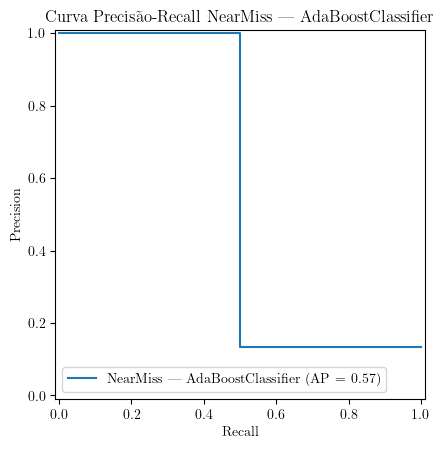 Curva Precisão-Recall NearMiss — AdaBoostClassifier
1.0
0.8
0.6
0.4
0.2
0.0
Precision
NearMiss — AdaBoostClassifier (AP = 0.57)
0.0 0.2 0.4 0.6 0.8 1.0
Recall